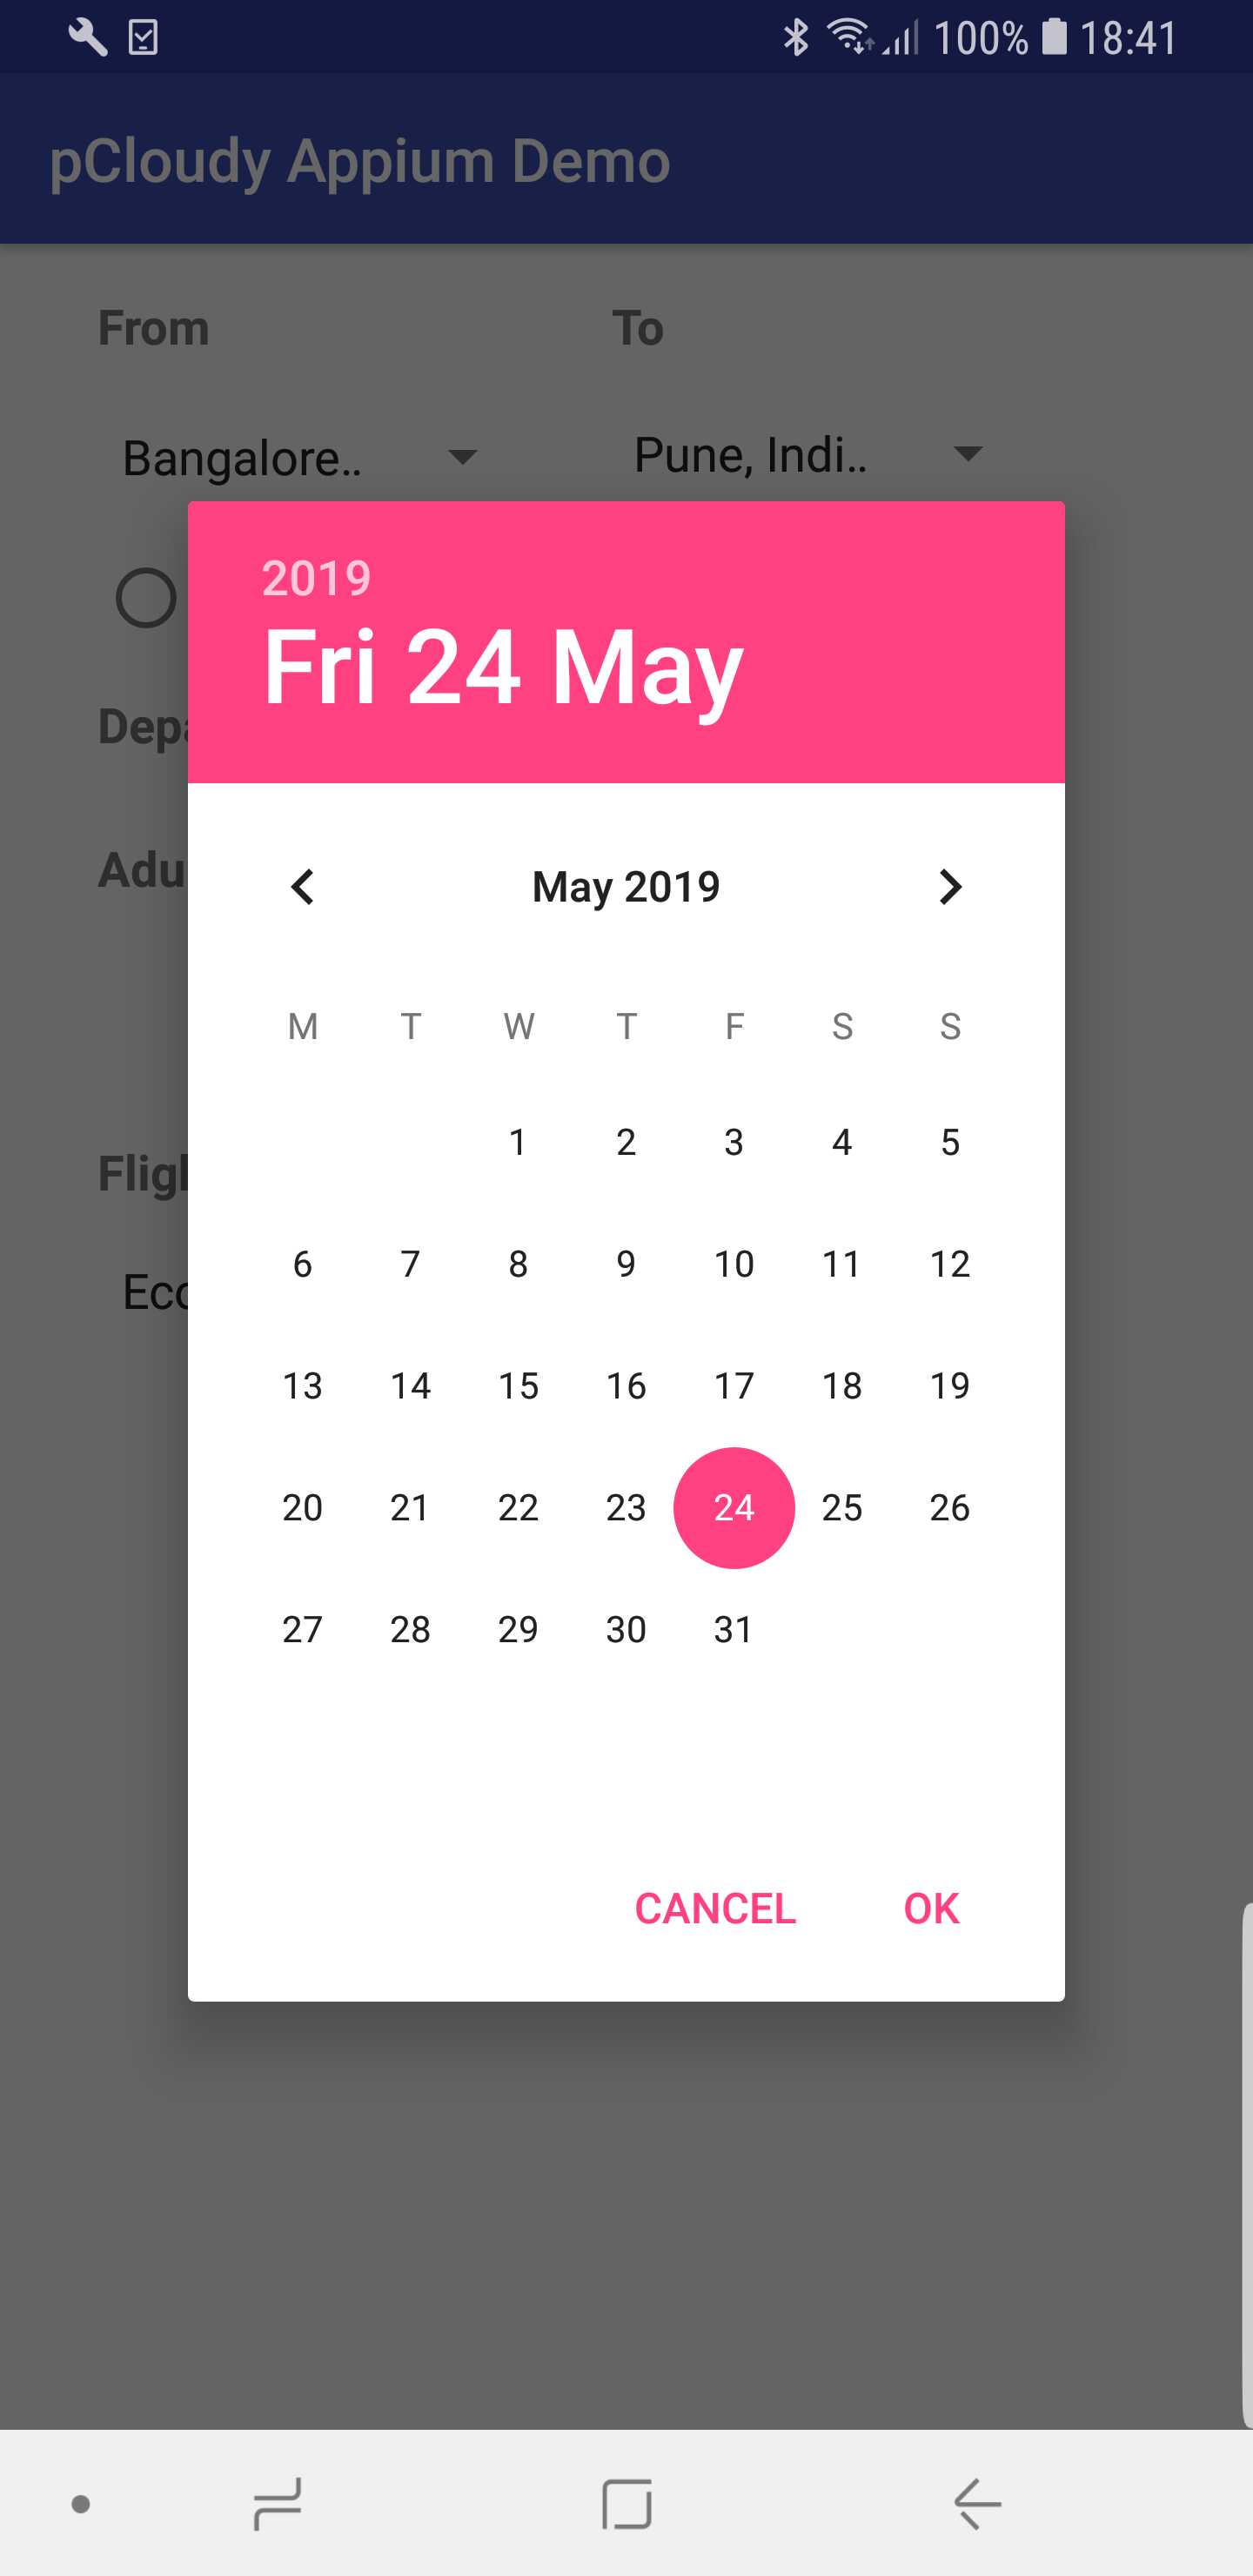 100% 18:41
pCloudy Appium Demo
From To
Bangalore.. Pune, Indi..
2019
Fri 24 May
Depa
Adu
May 2019
M T W T F S S
1 2 3 4 5
6 7 8 9 10 11 12
Fligh
13 14 15 16 17 18 19
Eco
20 21 22 23 24 25 26
27 28 29 30 31
CANCEL OK